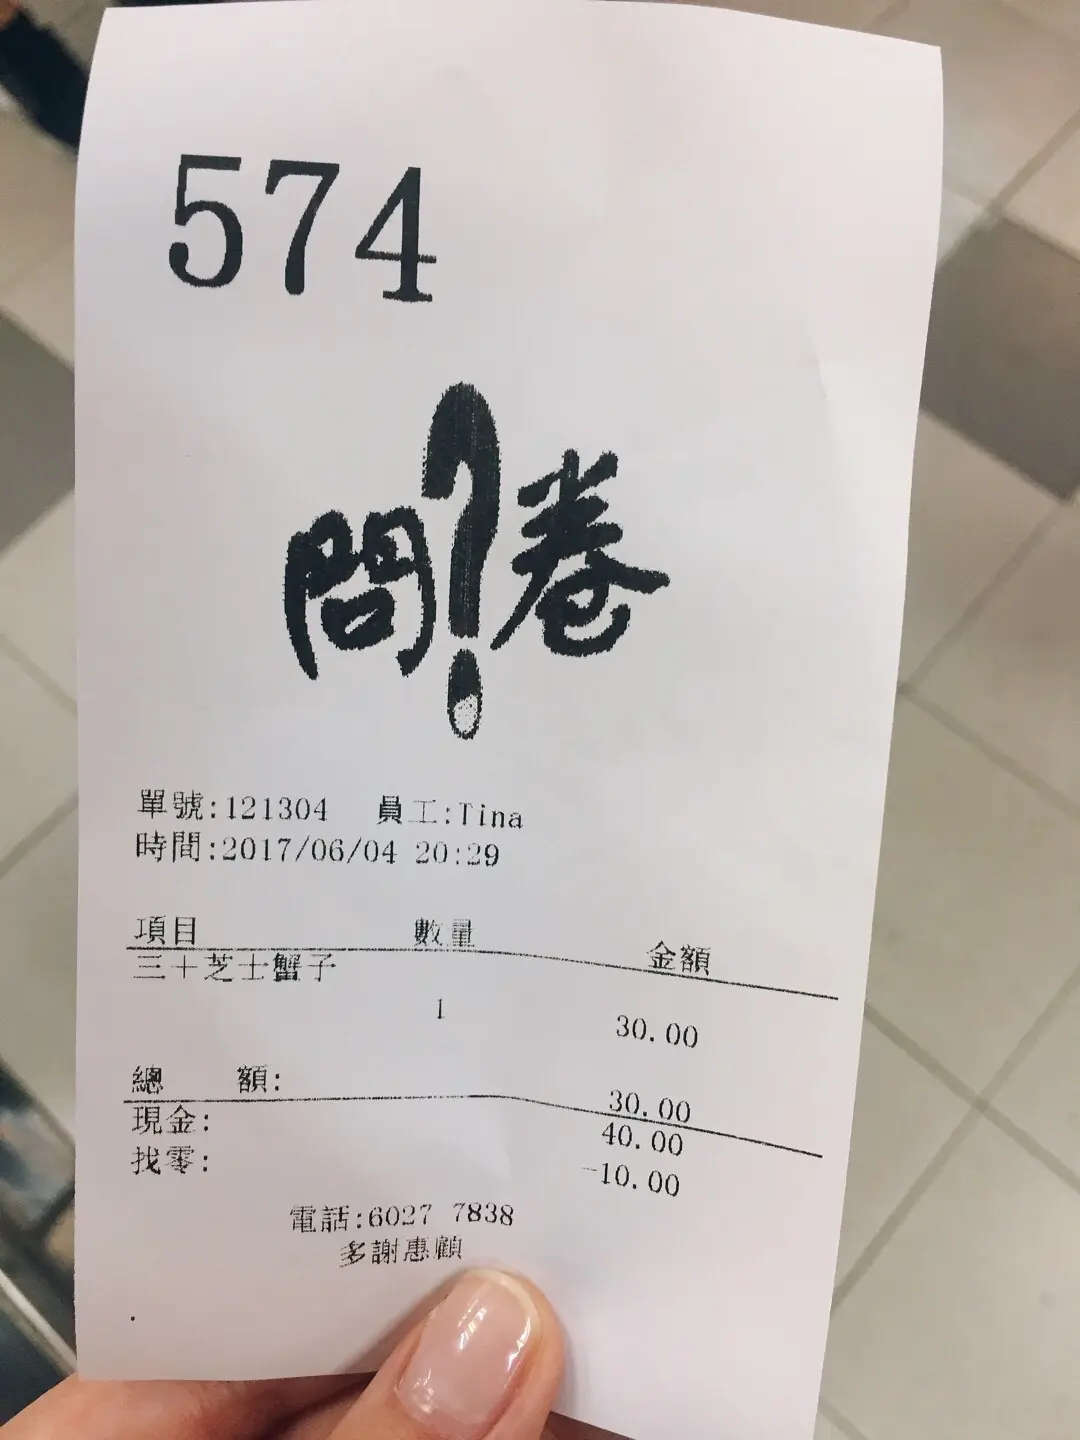 574
問?卷
單號:121304 員工:Tina
時間:2017/06/04 20:29
項目 數量 金額
三十芝士蟹子
1 30.00
總 額: 30.00
現金: 40.00
找零: -10.00
電話:6027 7838
多謝惠顧